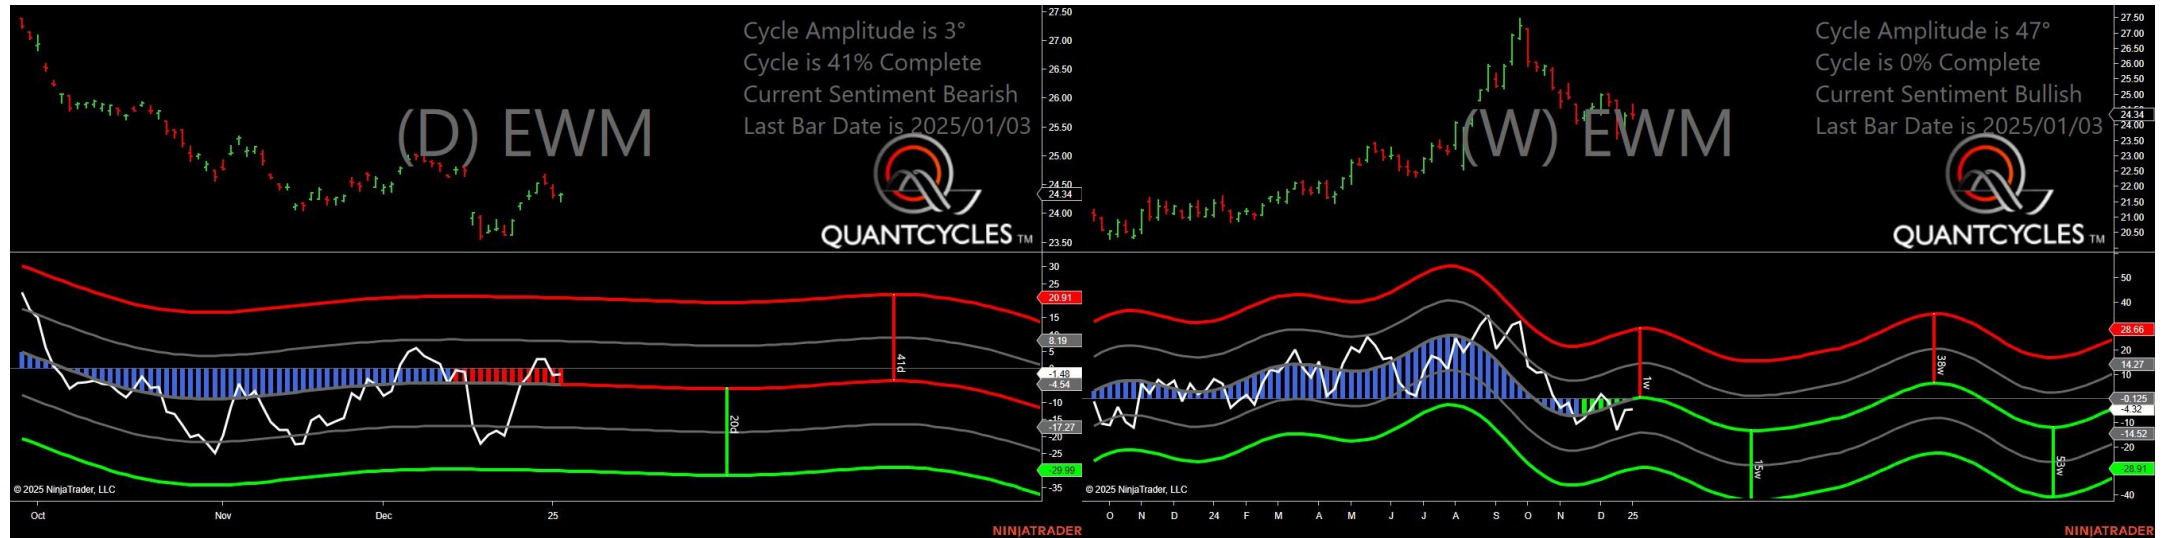 Cycle Amplitude is 3°
Cycle is 41% Complete
Current Sentiment Bearish
Last Bar Date is 2025/01/03
(D) EWM
QUANTCYCLES TM
27.50
27.00
26.50
26.00
25.50
25.00
24.50
24.34
24.00
23.50
30
25
20.91
15
8.19
5
-1.48
-4.54
-10
-15
-17.27
-20
-25
-29.99
-35
41d
20d
© 2025 NinjaTrader, LLC
Oct
Nov
Dec
25
NINJATRADER
Cycle Amplitude is 47°
Cycle is 0% Complete
Current Sentiment Bullish
Last Bar Date is 2025/01/03
(W) EWM
QUANTCYCLES TM
27.50
27.00
26.50
26.00
25.50
25.00
24.34
24.00
23.50
23.00
22.50
22.00
21.50
21.00
20.50
50
40
28.66
20
14.27
10
-0.125
-4.32
-10
-14.52
-20
-28.91
-40
1w
38w
15w
53w
© 2025 NinjaTrader, LLC
O N D 24 F M A M J J A S O N D 25
NINJATRADER